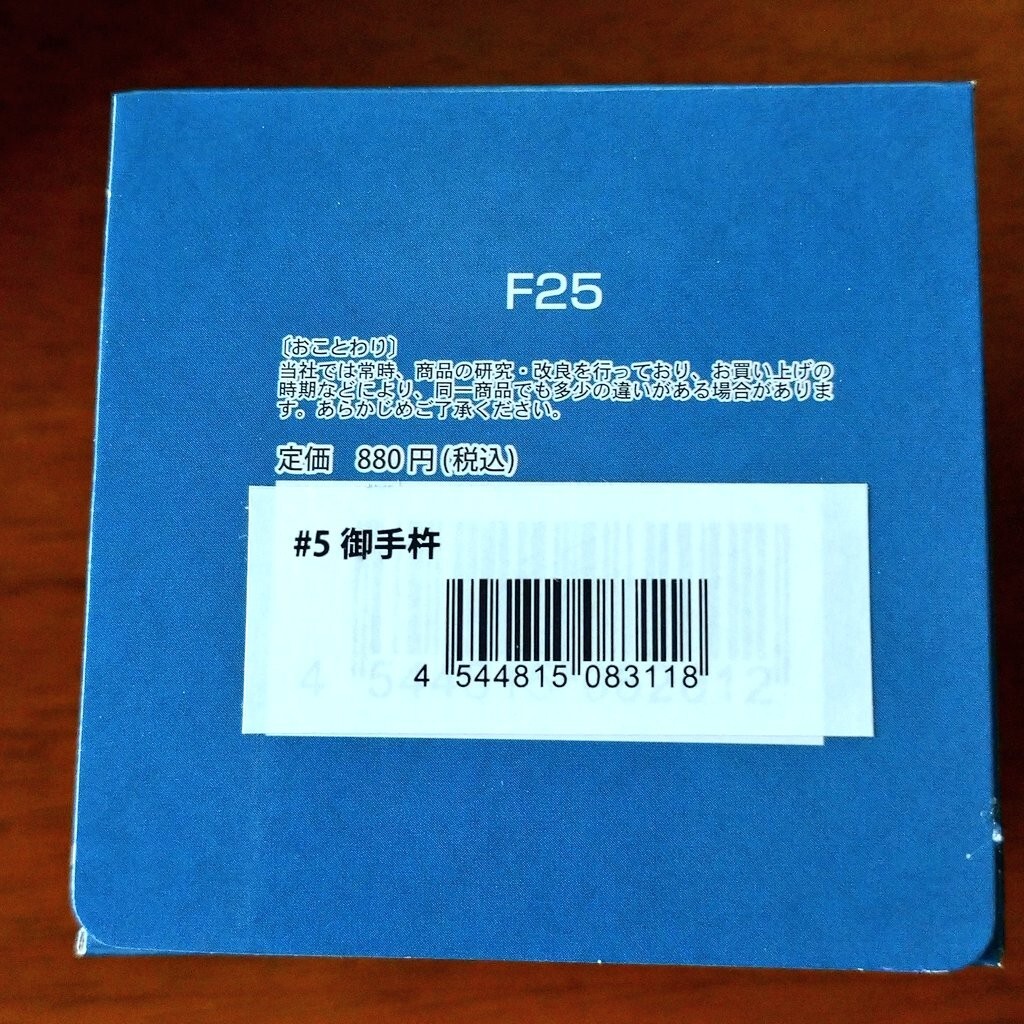 F25
〔おことわり〕
当社では常時、商品の研究・改良を行っており、お買い上げの
時期などにより、同一商品でも多少の違いがある場合がありま
す。あらかじめご了承ください。
定価 880円(税込)
#5 御手杵
4 544815 083118